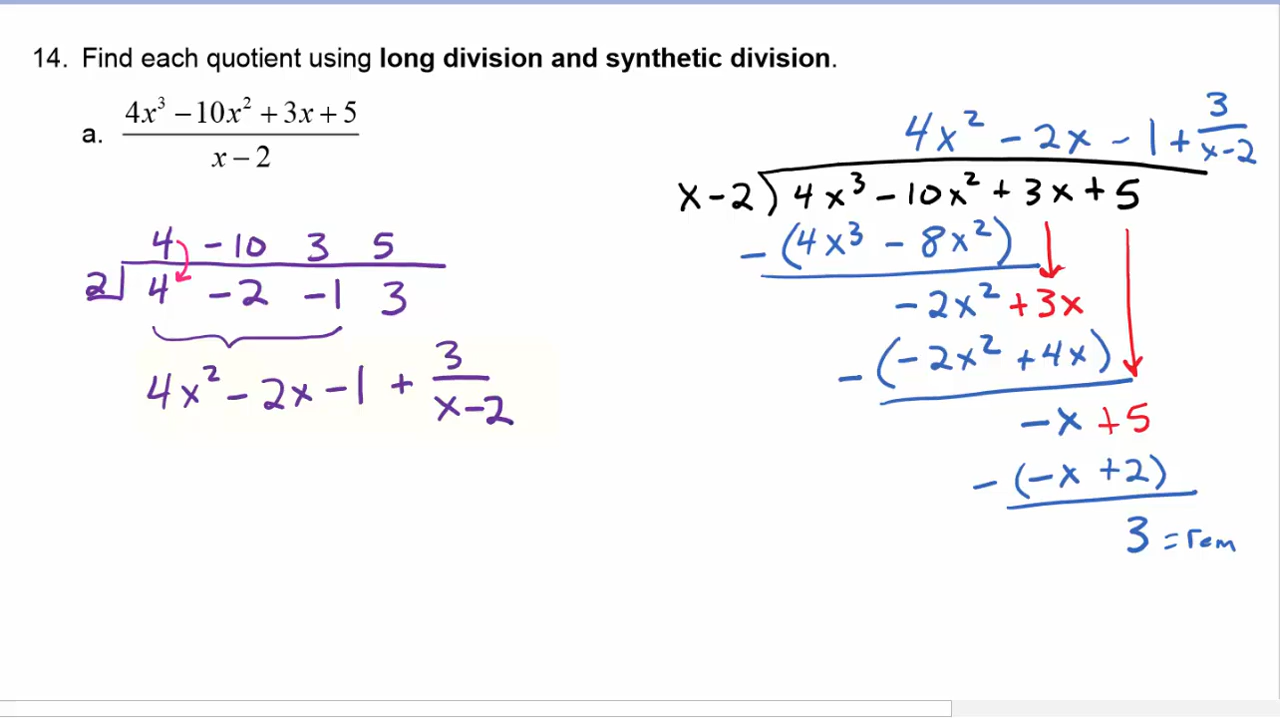 14. Find each quotient using long division and synthetic division.
a. 4x³ − 10x² + 3x + 5
x − 2
4 −10 3 5
2 4 −2 −1 3
4x² − 2x − 1 + 3/(x−2)
4x² − 2x − 1 + 3/(x−2)
x−2 ) 4x³ − 10x² + 3x + 5
− (4x³ − 8x²)
− 2x² + 3x
− (−2x² + 4x)
− x + 5
− (−x + 2)
3 = rem